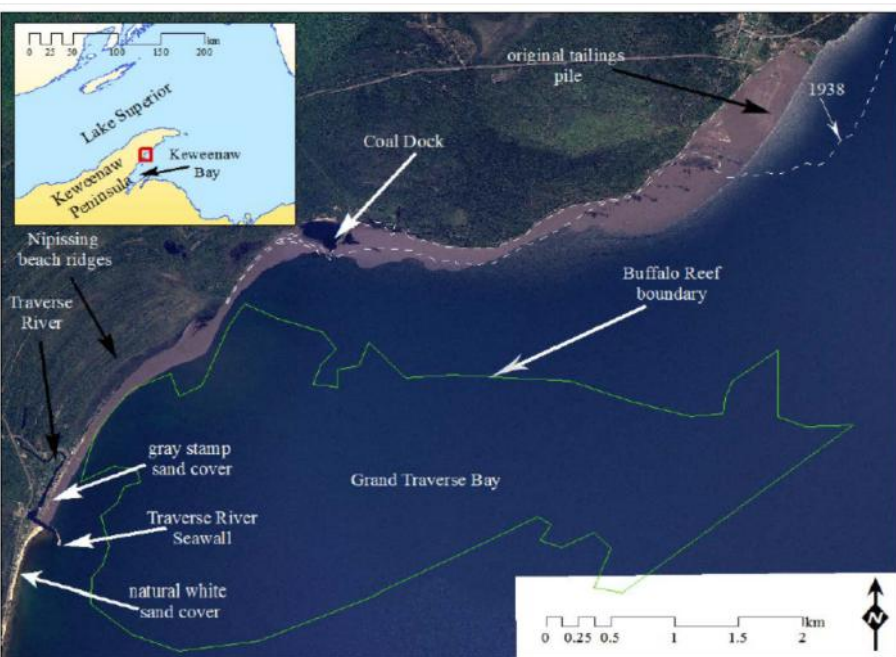 0 25 50 100 150 200
km
Lake Superior
Keweenaw
Peninsula
Keweenaw
Bay
original tailings
pile
1938
Coal Dock
Nipissing
beach ridges
Traverse
River
Buffalo Reef
boundary
gray stamp
sand cover
Grand Traverse Bay
Traverse River
Seawall
natural white
sand cover
km
0 0.25 0.5 1 1.5 2
N